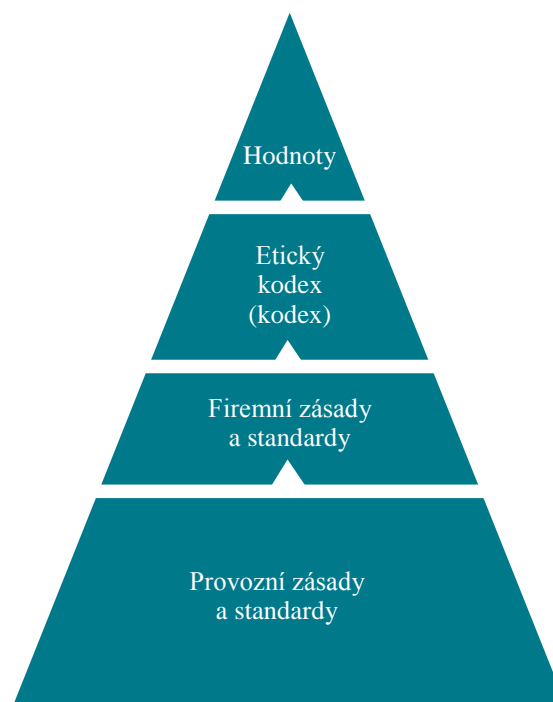 Hodnoty
Etický
kodex
(kodex)
Firemní zásady
a standardy
Provozní zásady
a standardy